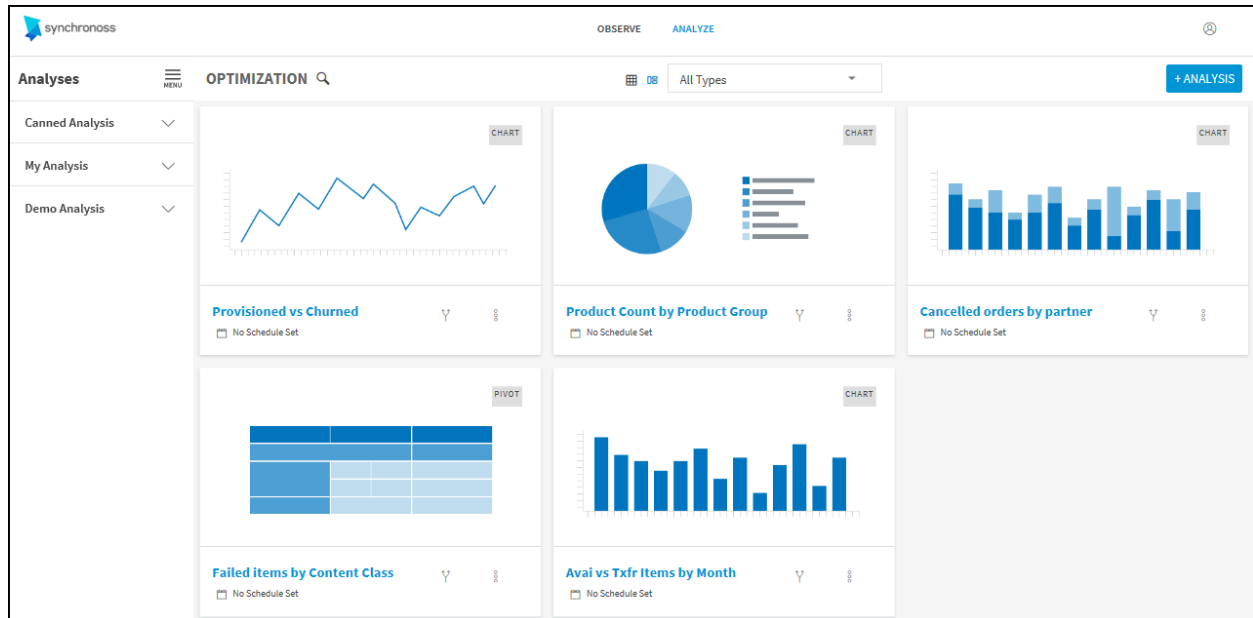 synchronoss
OBSERVE ANALYZE
Analyses
MENU
OPTIMIZATION
All Types
+ ANALYSIS
Canned Analysis
My Analysis
Demo Analysis
CHART
Provisioned vs Churned
No Schedule Set
CHART
Product Count by Product Group
No Schedule Set
CHART
Cancelled orders by partner
No Schedule Set
PIVOT
Failed items by Content Class
No Schedule Set
CHART
Avai vs Txfr Items by Month
No Schedule Set